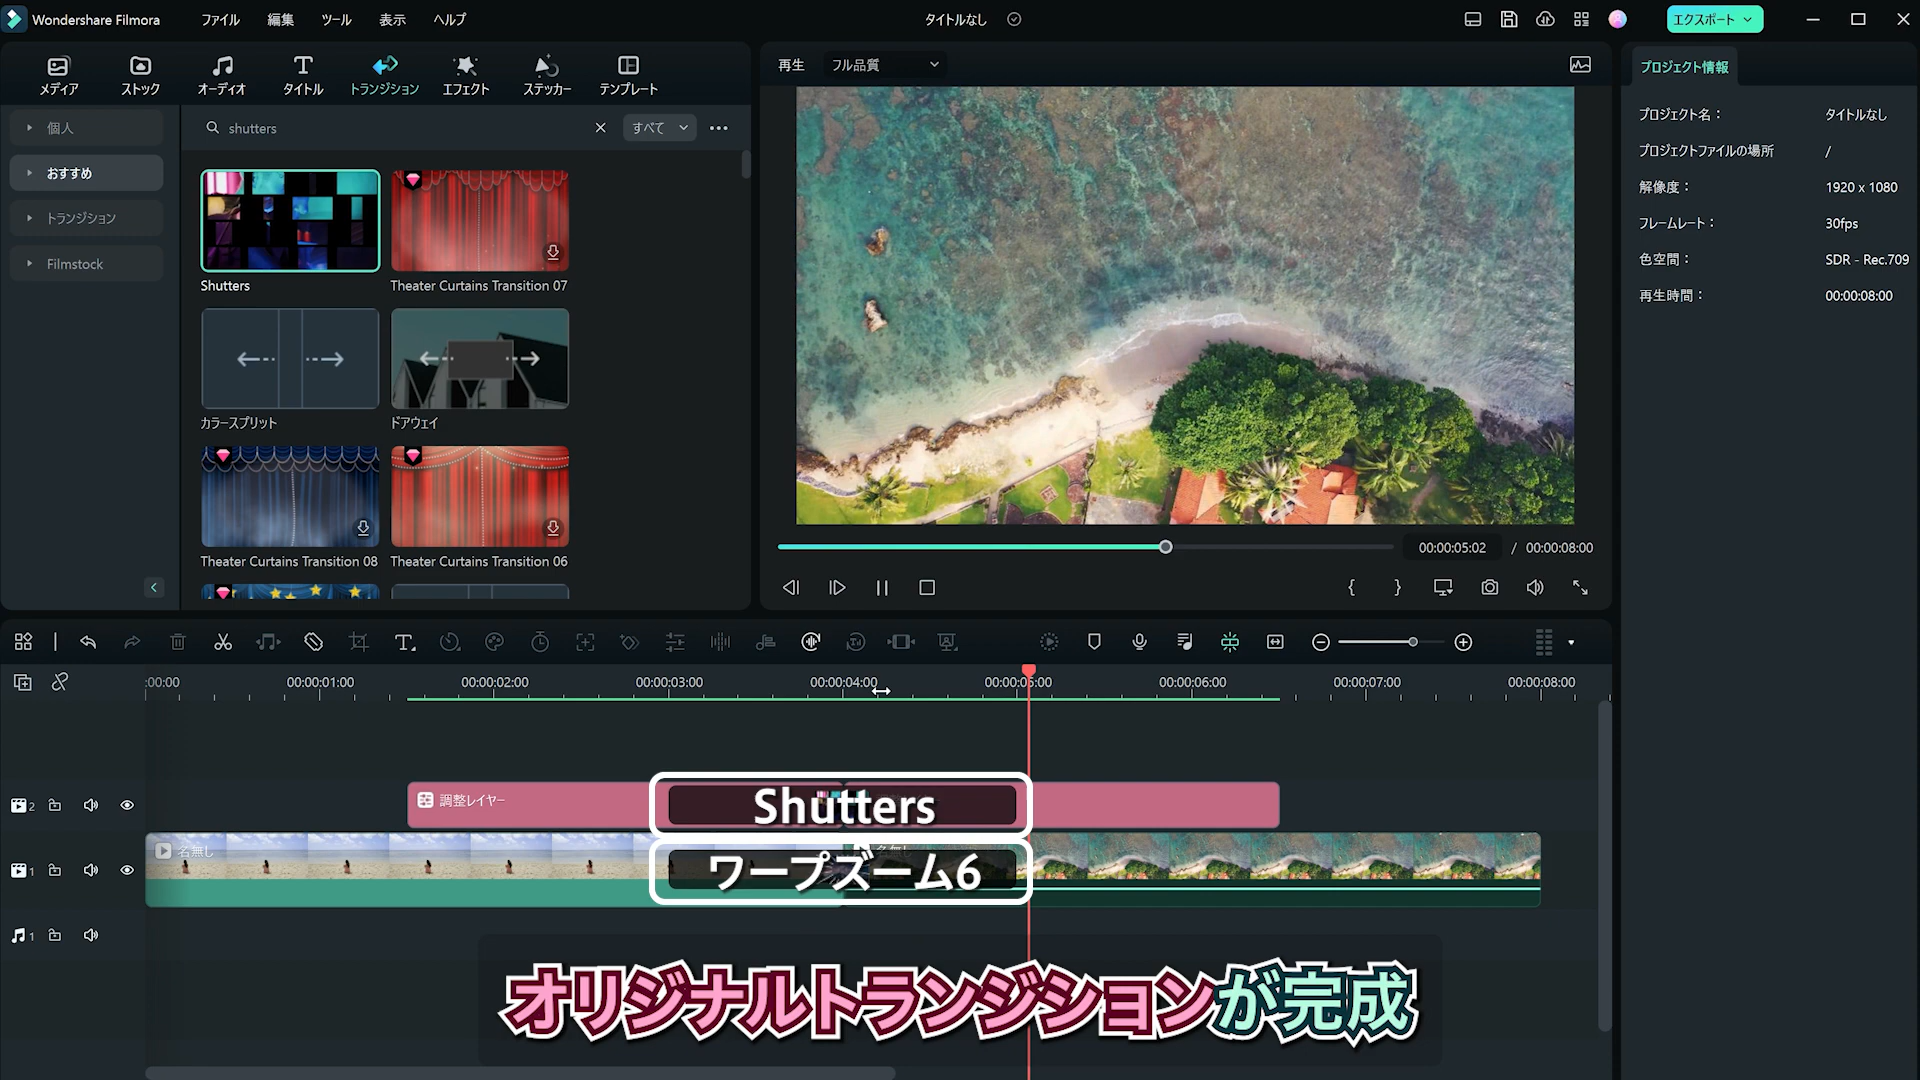 Wondershare Filmora
ファイル
編集
ツール
表示
ヘルプ
タイトルなし
エクスポート
メディア
ストック
オーディオ
タイトル
トランジション
エフェクト
ステッカー
テンプレート
再生
フル品質
プロジェクト情報
個人
おすすめ
トランジション
Filmstock
shutters
すべて
Shutters
Theater Curtains Transition 07
カラースプリット
ドアウェイ
Theater Curtains Transition 08
Theater Curtains Transition 06
プロジェクト名：
タイトルなし
プロジェクトファイルの場所
/
解像度：
1920 x 1080
フレームレート：
30fps
色空間：
SDR - Rec.709
再生時間：
00:00:08:00
00:00:05:02 / 00:00:08:00
:00:00
00:00:01:00
00:00:02:00
00:00:03:00
00:00:04:00
00:00:05:00
00:00:06:00
00:00:07:00
00:00:08:00
2
調整レイヤー
Shutters
1
名無し
ワープズーム6
1
オリジナルトランジションが完成